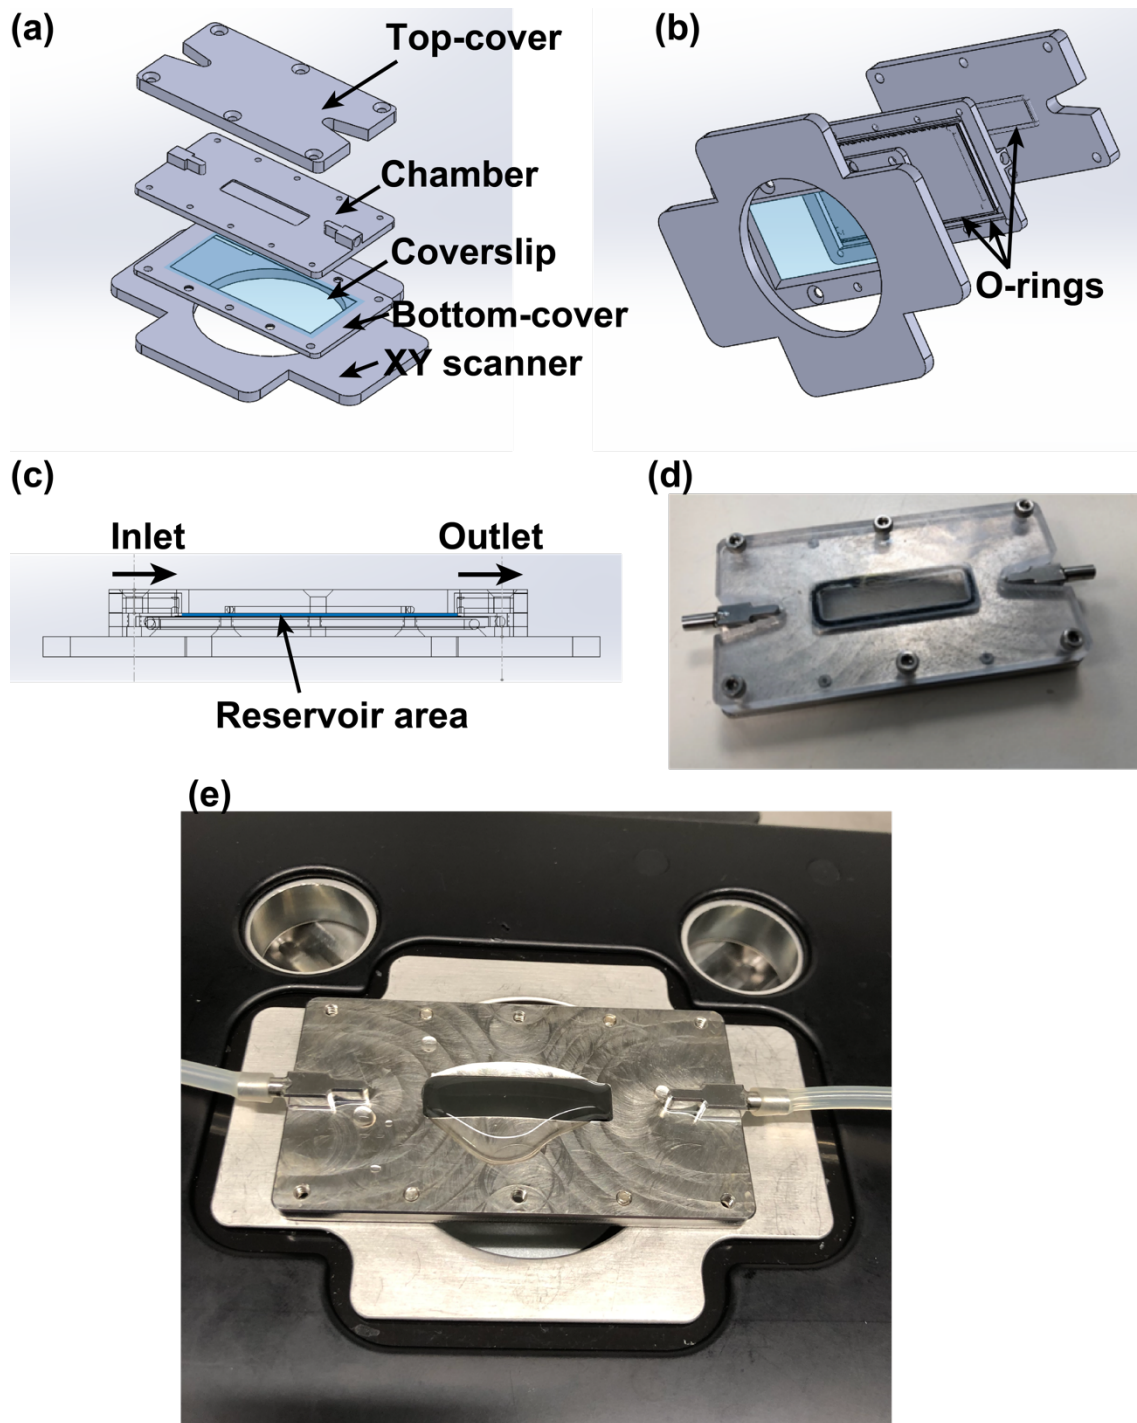 (a)
Top-cover
Chamber
Coverslip
Bottom-cover
XY scanner
(b)
O-rings
(c)
Inlet
Outlet
Reservoir area
(d)
(e)